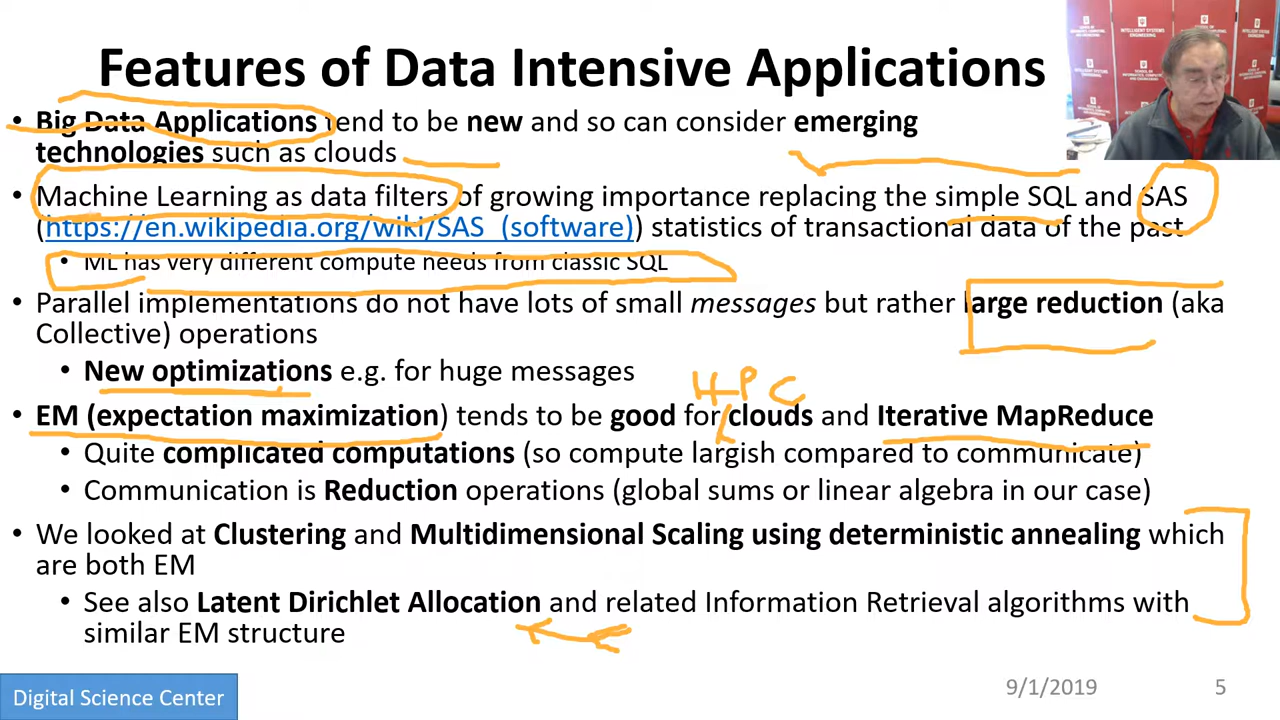 Features of Data Intensive Applications
• Big Data Applications tend to be new and so can consider emerging
technologies such as clouds
• Machine Learning as data filters of growing importance replacing the simple SQL and SAS
(https://en.wikipedia.org/wiki/SAS_(software)) statistics of transactional data of the past
• ML has very different compute needs from classic SQL
• Parallel implementations do not have lots of small messages but rather large reduction (aka
Collective) operations
• New optimizations e.g. for huge messages
HPC
• EM (expectation maximization) tends to be good for clouds and Iterative MapReduce
• Quite complicated computations (so compute largish compared to communicate)
• Communication is Reduction operations (global sums or linear algebra in our case)
• We looked at Clustering and Multidimensional Scaling using deterministic annealing which
are both EM
• See also Latent Dirichlet Allocation and related Information Retrieval algorithms with
similar EM structure
Digital Science Center
9/1/2019
5